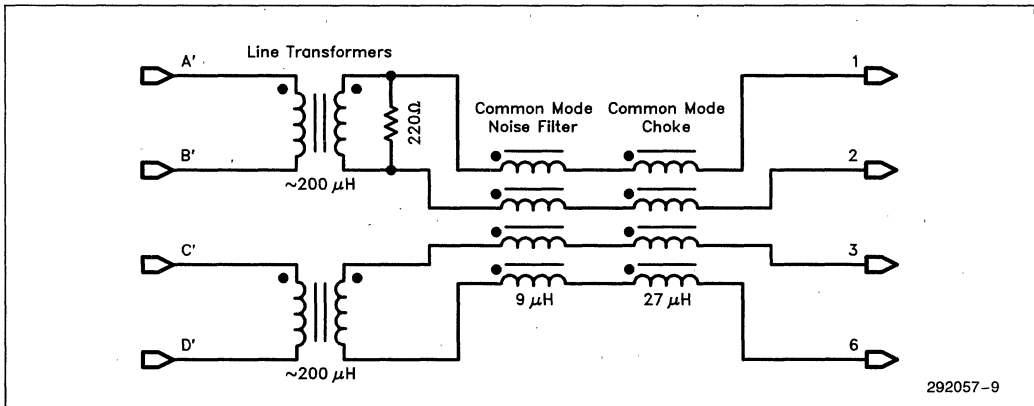 Line Transformers
A'
1
Common Mode
Noise Filter
Common Mode
Choke
220Ω
B'
2
~200 μH
C'
3
9 μH
27 μH
D'
6
~200 μH
292057-9